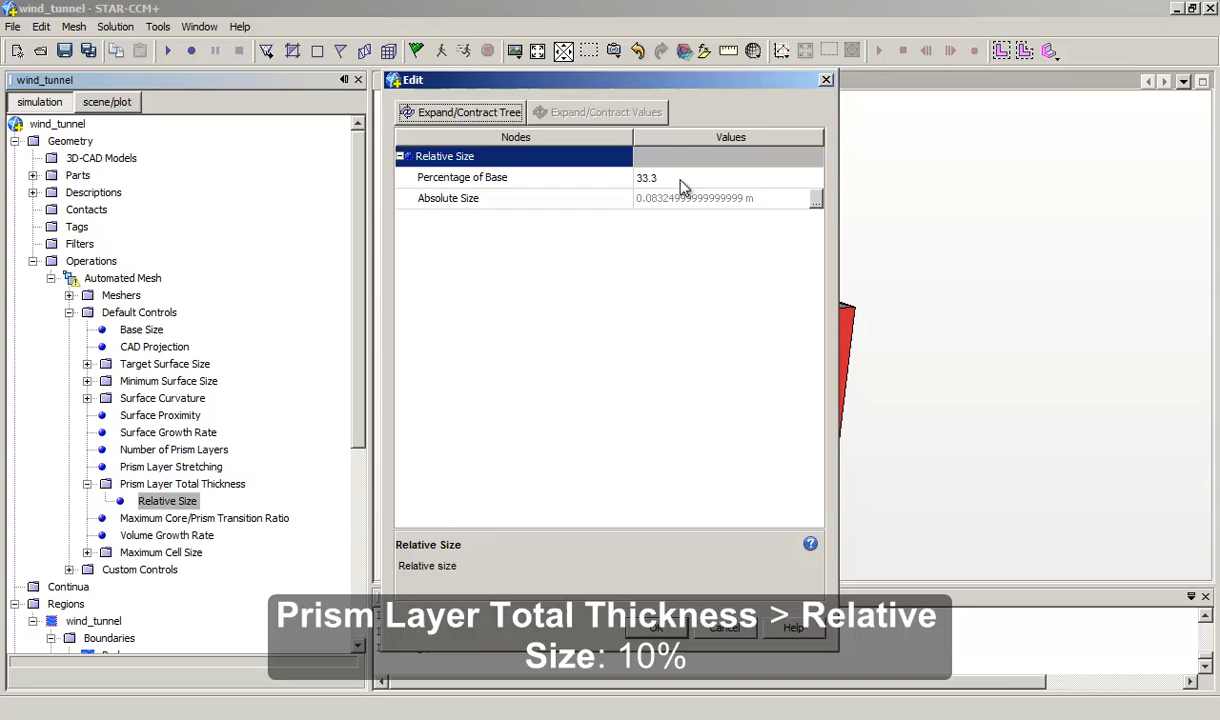 wind_tunnel - STAR-CCM+
File Edit Mesh Solution Tools Window Help
wind_tunnel
simulation scene/plot
wind_tunnel
Geometry
3D-CAD Models
Parts
Descriptions
Contacts
Tags
Filters
Operations
Automated Mesh
Meshers
Default Controls
Base Size
CAD Projection
Target Surface Size
Minimum Surface Size
Surface Curvature
Surface Proximity
Surface Growth Rate
Number of Prism Layers
Prism Layer Stretching
Prism Layer Total Thickness
Relative Size
Maximum Core/Prism Transition Ratio
Volume Growth Rate
Maximum Cell Size
Custom Controls
Continua
Regions
wind_tunnel
Boundaries
Edit
Expand/Contract Tree Expand/Contract Values
Nodes Values
Relative Size
Percentage of Base 33.3
Absolute Size 0.08324999999999999 m ...
Relative Size
Relative size
OK Cancel Help
Prism Layer Total Thickness > Relative
Size: 10%